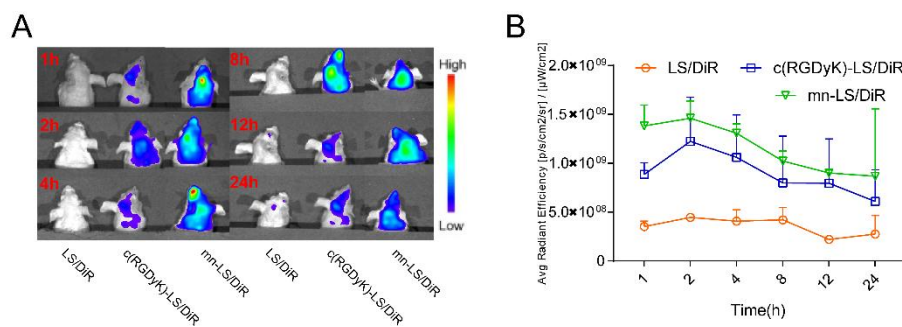 A
1h
8h
High
2h
12h
4h
24h
Low
LS/DiR
c(RGDyK)-LS/DiR
mn-LS/DiR
LS/DiR
c(RGDyK)-LS/DiR
mn-LS/DiR
B
LS/DiR
c(RGDyK)-LS/DiR
mn-LS/DiR
Avg Radiant Efficiency [p/s/cm2/sr] / [μW/cm2]
2.0×10⁰⁹
1.5×10⁰⁹
1.0×10⁰⁹
5.0×10⁰⁸
0
1
2
4
8
12
24
Time(h)